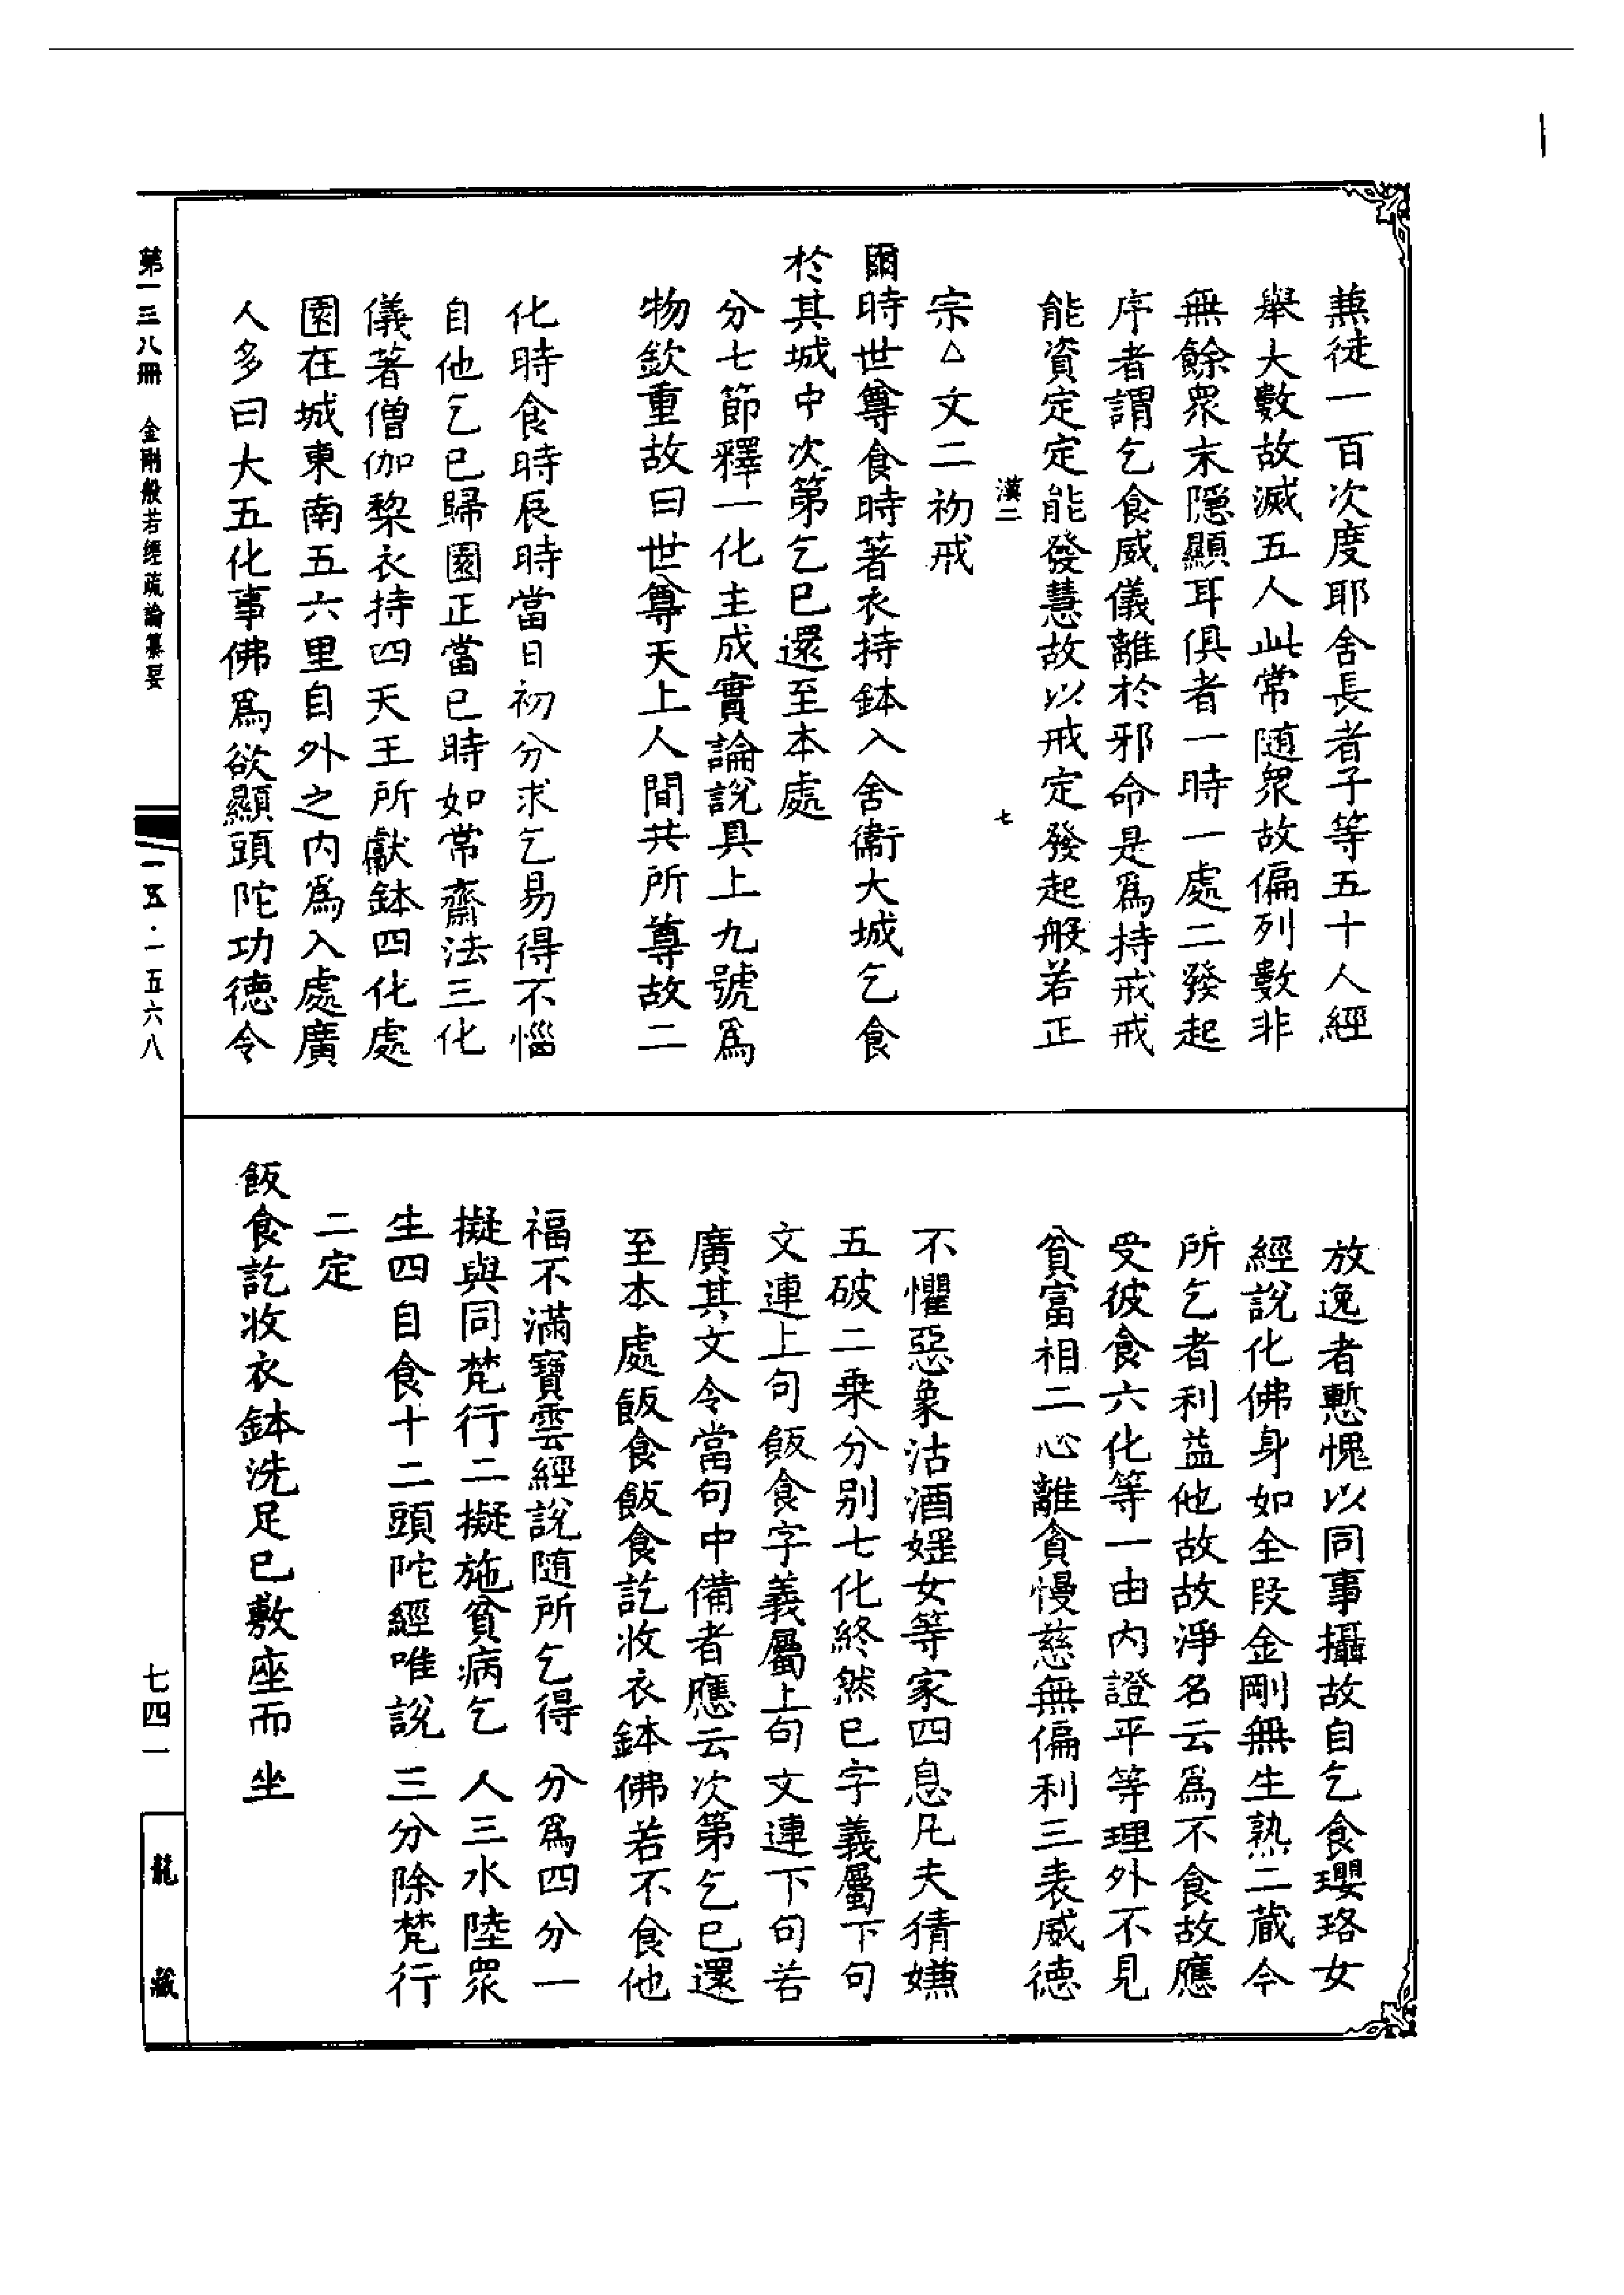 兼徒一百次度耶舍長者子等五十人經
舉大數故滅五人此常隨眾故偏列數非
無餘眾末隱顯耳俱者一時一處二發起
序者謂乞食威儀離於邪命是為持戒戒
能資定定能發慧故以戒定發起般若正
漢二 七
宗△文二初戒
爾時世尊食時著衣持鉢入舍衛大城乞食
於其城中次第乞已還至本處
分七節釋一化主成實論說具上九號為
物欽重故曰世尊天上人間共所尊故二
化時食時辰時當日初分求乞易得不惱
自他乞已歸園正當已時如常齋法三化
儀著僧伽黎衣持四天王所獻鉢四化處
園在城東南五六里自外之內為入處廣
人多曰大五化事佛為欲顯頭陀功德令
放逸者慙愧以同事攝故自乞食瓔珞女
經說化佛身如全段金剛無生熟二藏今
所乞者利益他故故淨名云為不食故應
受彼食六化等一由內證平等理外不見
貧富相二心離貪慢慈無偏利三表威德
不懼惡象沽酒婬女等家四息凡夫猜嫌
五破二乘分別七化終然已字義屬下句
文連上句飯食字義屬上句文連下句若
廣其文令當句中備者應云次第乞已還
至本處飯食飯食訖收衣鉢佛若不食他
福不滿寶雲經說隨所乞得分為四分一
擬與同梵行二擬施貧病乞人三水陸眾
生四自食十二頭陀經唯說三分除梵行
二定
飯食訖收衣鉢洗足已敷座而坐
第一三八冊 金剛般若經疏論纂要
一五·一五六八
七四一
龍藏